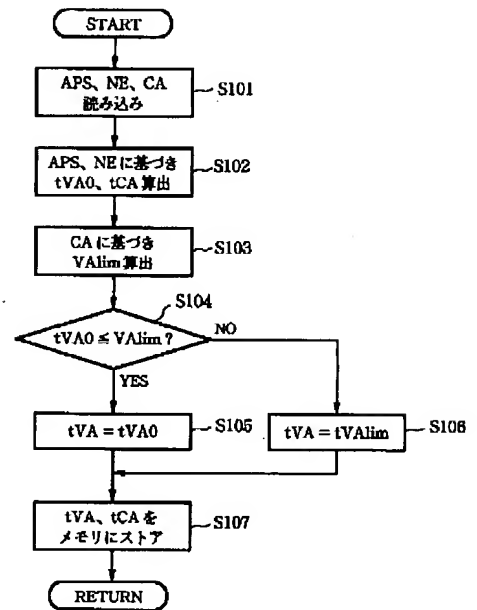 START
APS、NE、CA
読み込み
S101
APS、NEに基づき
tVA0、tCA算出
S102
CAに基づき
VAlim算出
S103
S104
tVA0 ≦ VAlim ?
NO
YES
tVA = tVA0
S105
tVA = tVAlim
S106
tVA、tCAを
メモリにストア
S107
RETURN